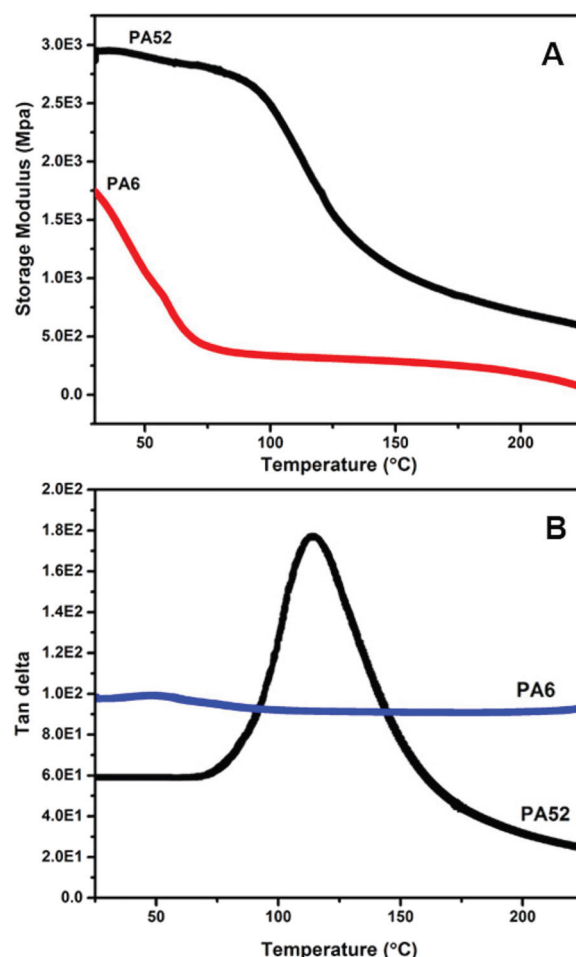 A
PA52
PA6
Storage Modulus (Mpa)
3.0E3
2.5E3
2.0E3
1.5E3
1.0E3
5.0E2
0.0
50 100 150 200
Temperature (°C)
B
PA6
PA52
Tan delta
2.0E2
1.8E2
1.6E2
1.4E2
1.2E2
1.0E2
8.0E1
6.0E1
4.0E1
2.0E1
0.0
50 100 150 200
Temperature (°C)